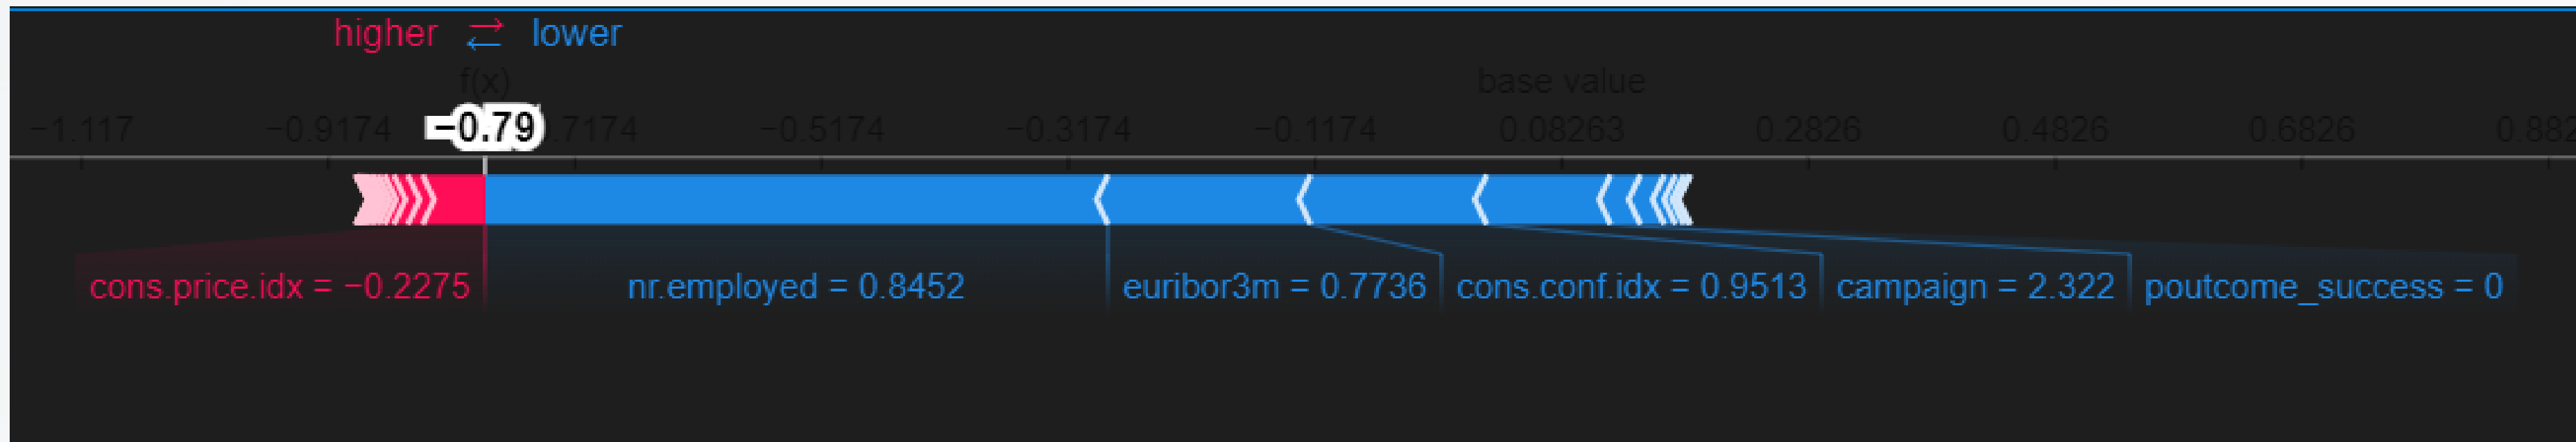 higher ⇄ lower
f(x) base value
−1.117 −0.9174 −0.79 .7174 −0.5174 −0.3174 −0.1174 0.08263 0.2826 0.4826 0.6826 0.882
cons.price.idx = −0.2275 nr.employed = 0.8452 euribor3m = 0.7736 cons.conf.idx = 0.9513 campaign = 2.322 poutcome_success = 0